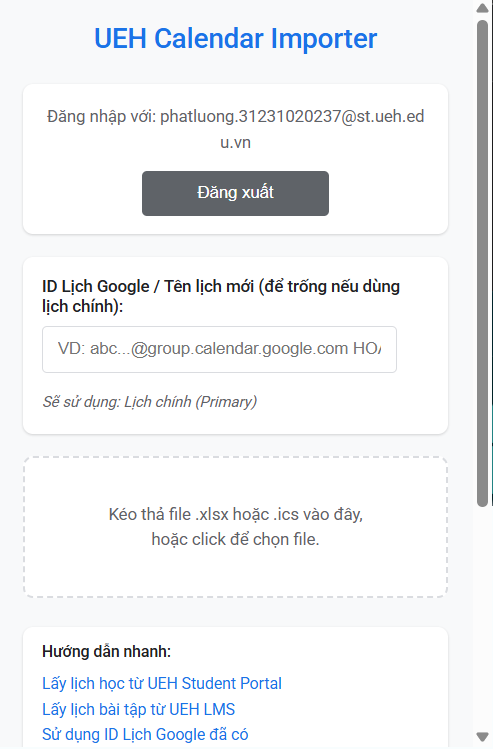 UEH Calendar Importer
Đăng nhập với: phatluong.31231020237@st.ueh.ed
u.vn
Đăng xuất
ID Lịch Google / Tên lịch mới (để trống nếu dùng
lịch chính):
VD: abc...@group.calendar.google.com HOẶ
Sẽ sử dụng: Lịch chính (Primary)
Kéo thả file .xlsx hoặc .ics vào đây,
hoặc click để chọn file.
Hướng dẫn nhanh:
Lấy lịch học từ UEH Student Portal
Lấy lịch bài tập từ UEH LMS
Sử dụng ID Lịch Google đã có